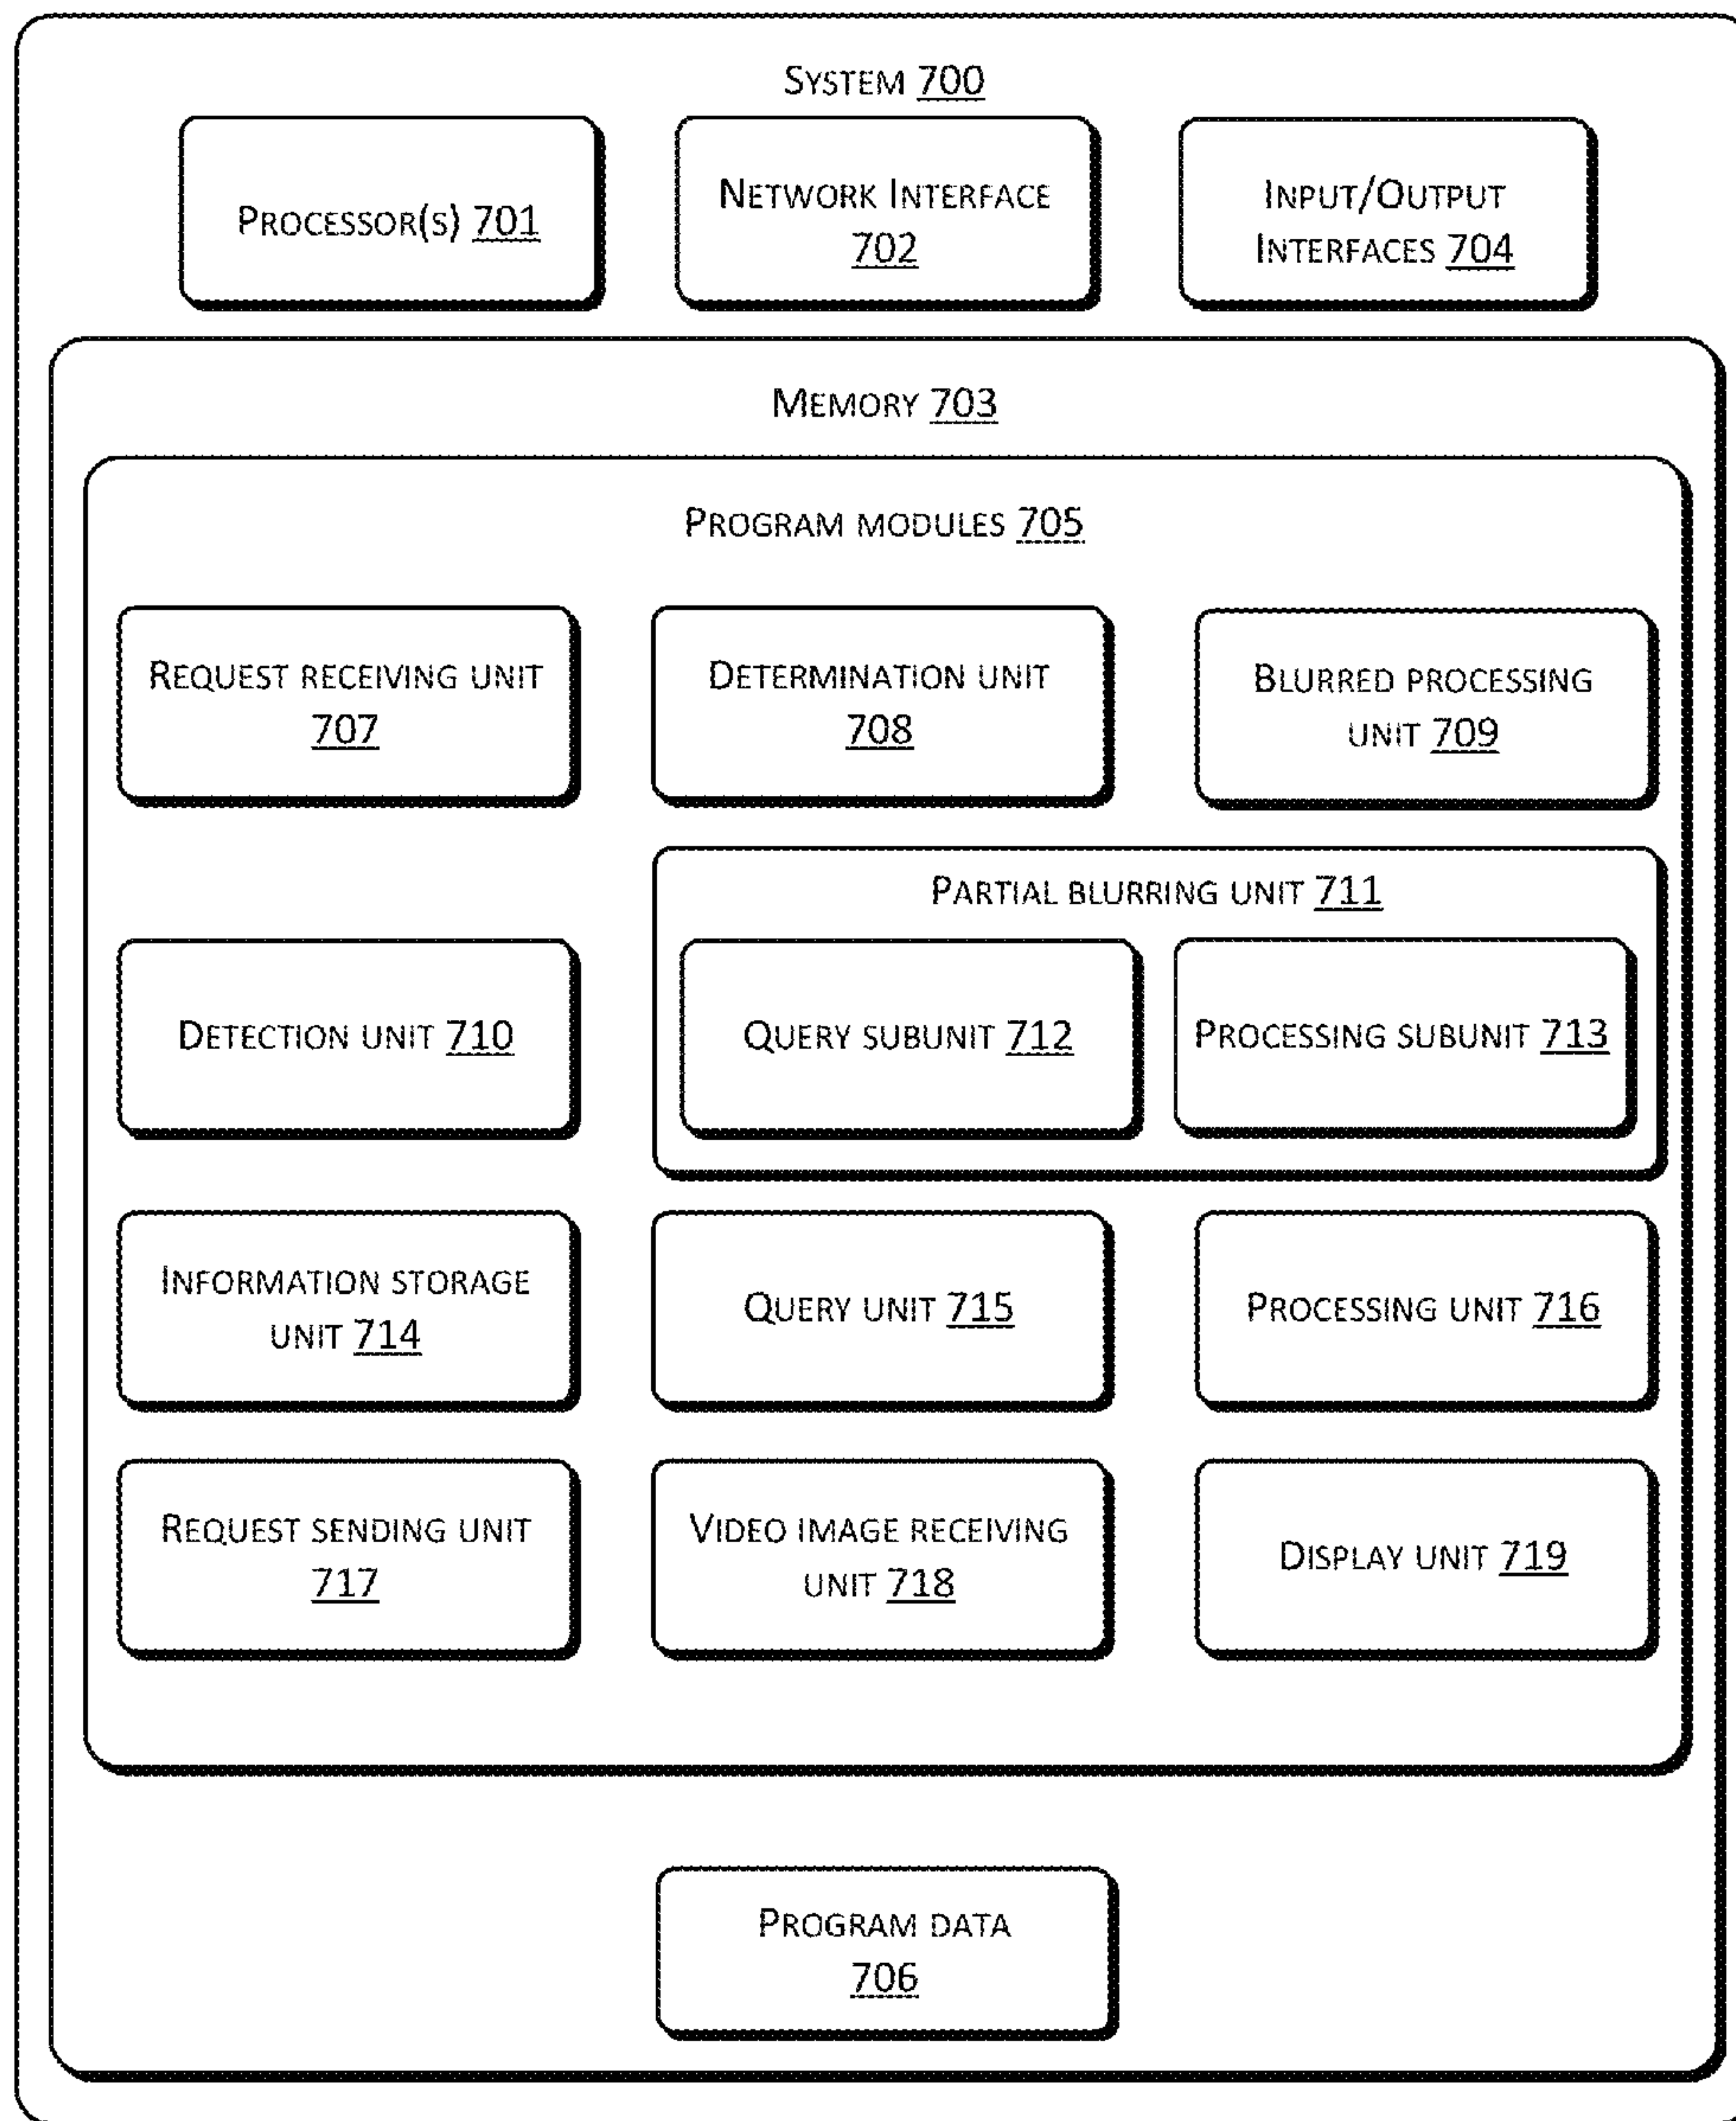 SYSTEM 700
PROCESSOR(S) 701
NETWORK INTERFACE
702
INPUT/OUTPUT
INTERFACES 704
MEMORY 703
PROGRAM MODULES 705
REQUEST RECEIVING UNIT
707
DETERMINATION UNIT
708
BLURRED PROCESSING
UNIT 709
DETECTION UNIT 710
PARTIAL BLURRING UNIT 711
QUERY SUBUNIT 712
PROCESSING SUBUNIT 713
INFORMATION STORAGE
UNIT 714
QUERY UNIT 715
PROCESSING UNIT 716
REQUEST SENDING UNIT
717
VIDEO IMAGE RECEIVING
UNIT 718
DISPLAY UNIT 719
PROGRAM DATA
706